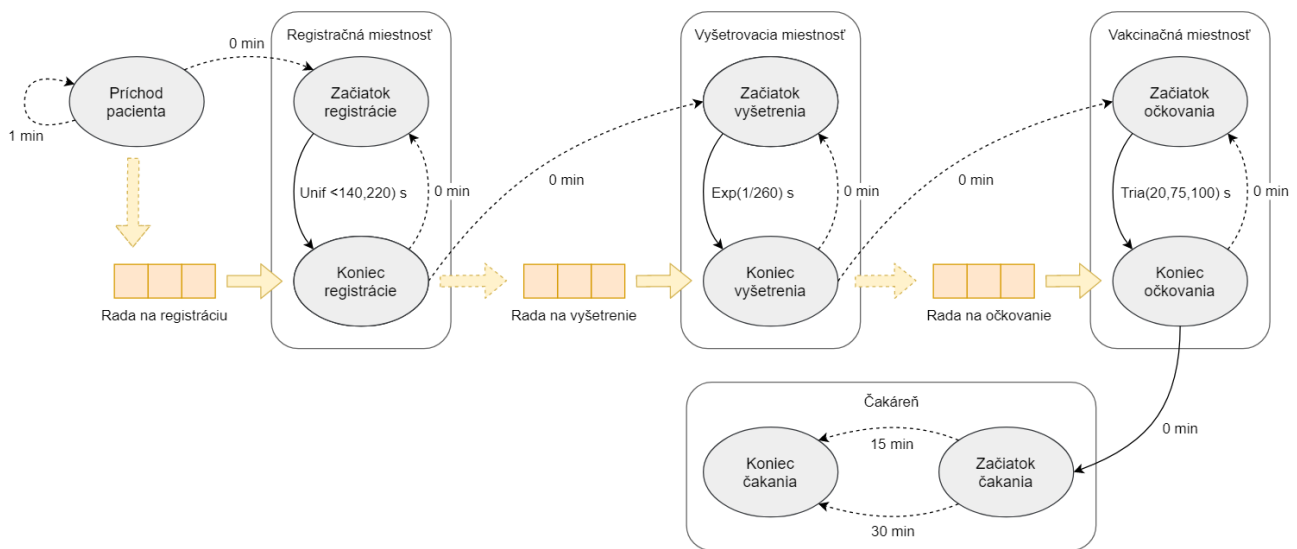 Registračná miestnosť
Vyšetrovacia miestnosť
Vakcinačná miestnosť
0 min
Príchod
pacienta
Začiatok
registrácie
Začiatok
vyšetrenia
Začiatok
očkovania
1 min
Unif <140,220) s
0 min
0 min
Exp(1/260) s
0 min
0 min
Tria(20,75,100) s
0 min
Koniec
registrácie
Koniec
vyšetrenia
Koniec
očkovania
Rada na registráciu
Rada na vyšetrenie
Rada na očkovanie
Čakáreň
15 min
0 min
Koniec
čakania
Začiatok
čakania
30 min